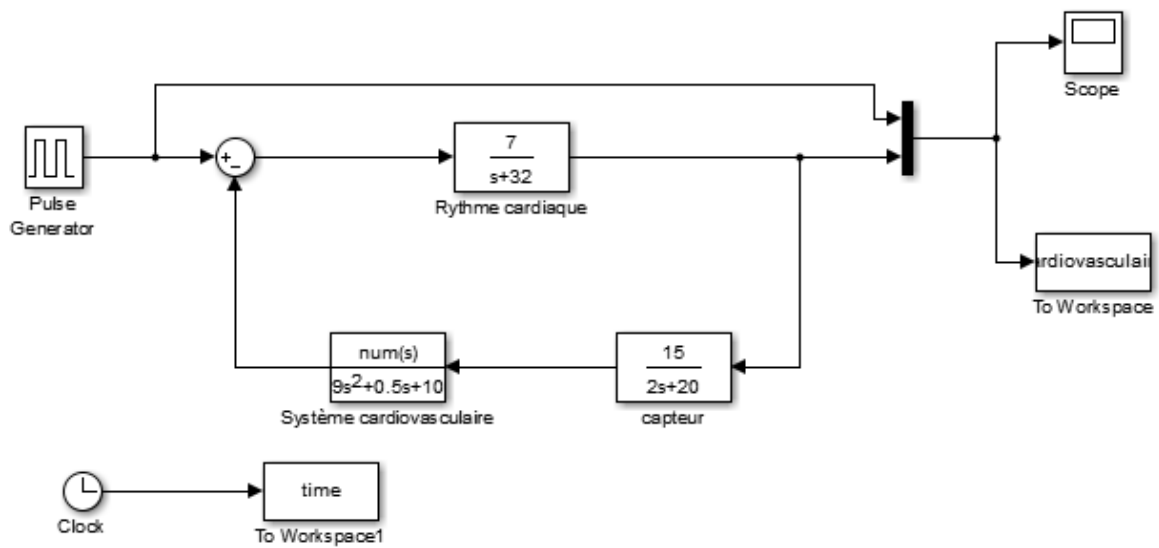 Scope
Pulse
Generator
+
-
7
s+32
Rythme cardiaque
rdiovasculair
To Workspace
num(s)
9s²+0.5s+10
Système cardiovasculaire
15
2s+20
capteur
Clock
time
To Workspace1